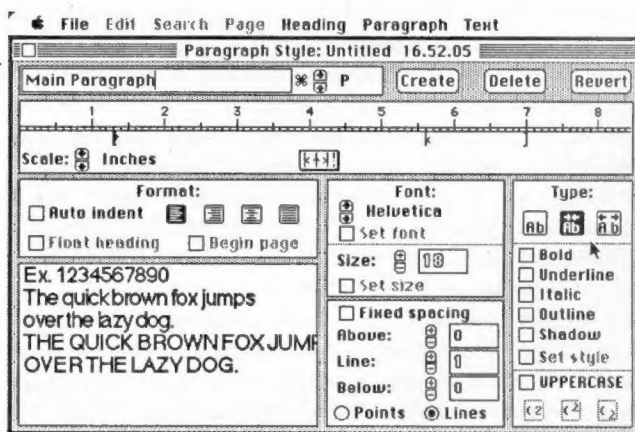 File Edit Search Page Heading Paragraph Text
Paragraph Style: Untitled 16.52.05
Main Paragraph ⌘ P Create Delete Revert
1 2 3 4 5 6 7 8
Scale: Inches
Format:
Auto indent
Float heading Begin page
Ex. 1234567890
The quick brown fox jumps
over the lazy dog.
THE QUICK BROWN FOX JUMP
OVER THE LAZY DOG.
Font:
Helvetica
Set font
Size: 18
Set size
Fixed spacing
Above: 0
Line: 1
Below: 0
Points Lines
Type:
Ab Ab Ab
Bold
Underline
Italic
Outline
Shadow
Set style
UPPERCASE